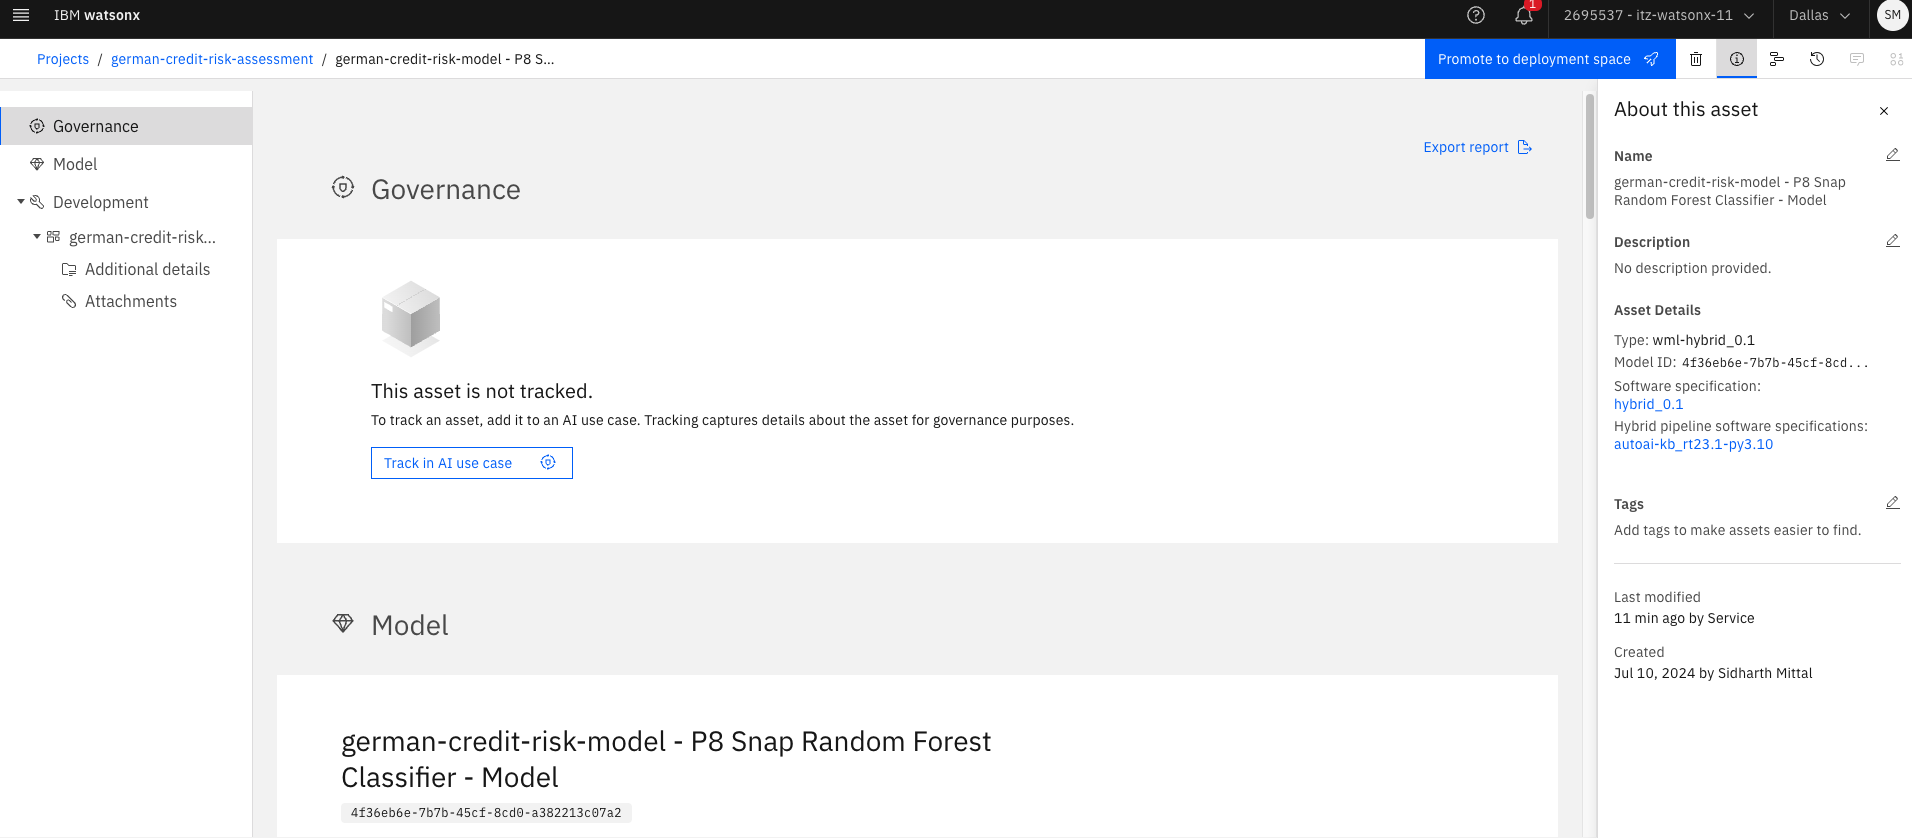 IBM watsonx
1
2695537 - itz-watsonx-11
Dallas
SM
Projects / german-credit-risk-assessment / german-credit-risk-model - P8 S...
Promote to deployment space
Governance
Model
Development
german-credit-risk...
Additional details
Attachments
Export report
Governance
This asset is not tracked.
To track an asset, add it to an AI use case. Tracking captures details about the asset for governance purposes.
Track in AI use case
Model
german-credit-risk-model - P8 Snap Random Forest
Classifier - Model
4f36eb6e-7b7b-45cf-8cd0-a382213c07a2
About this asset
Name
german-credit-risk-model - P8 Snap
Random Forest Classifier - Model
Description
No description provided.
Asset Details
Type: wml-hybrid_0.1
Model ID: 4f36eb6e-7b7b-45cf-8cd...
Software specification:
hybrid_0.1
Hybrid pipeline software specifications:
autoai-kb_rt23.1-py3.10
Tags
Add tags to make assets easier to find.
Last modified
11 min ago by Service
Created
Jul 10, 2024 by Sidharth Mittal